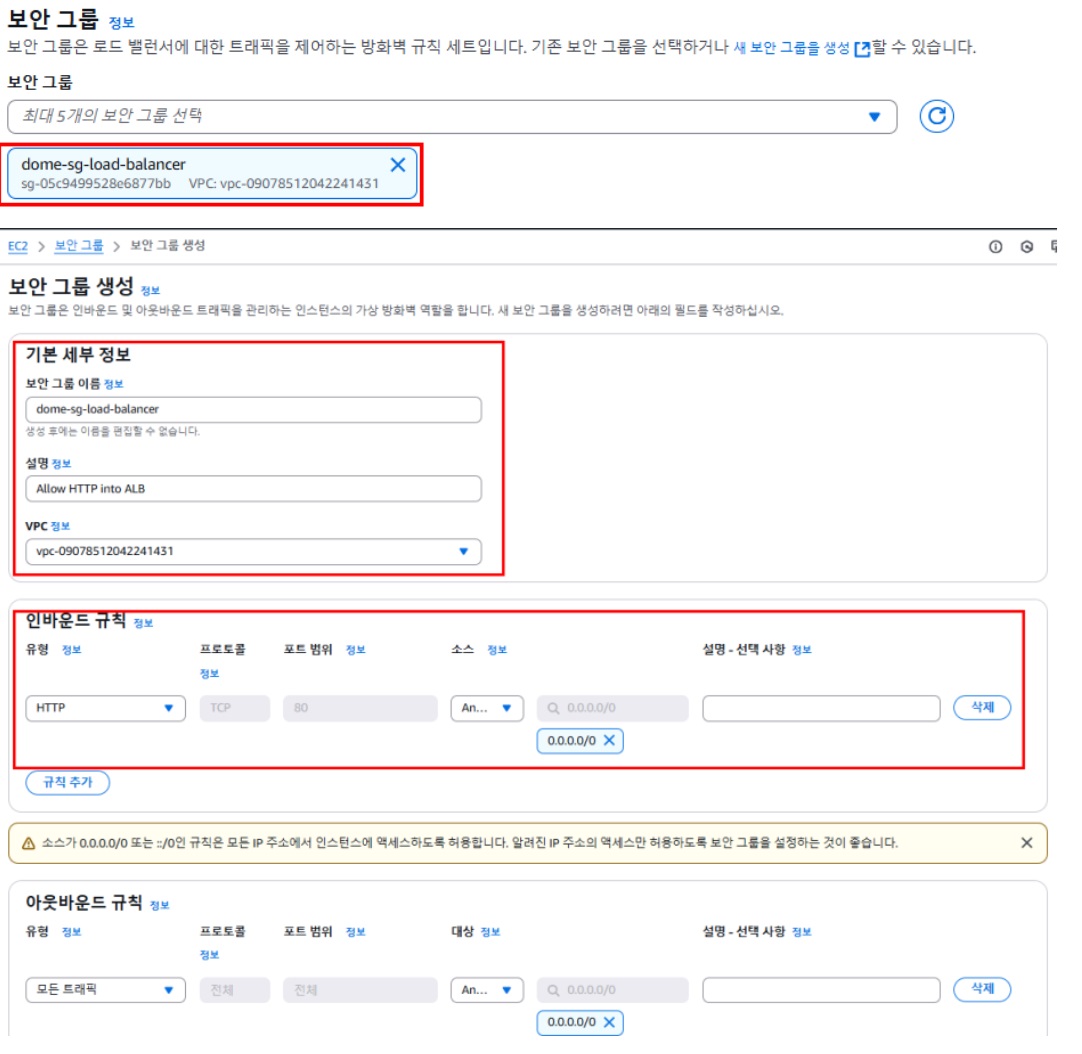 보안 그룹 정보
보안 그룹은 로드 밸런서에 대한 트래픽을 제어하는 방화벽 규칙 세트입니다. 기존 보안 그룹을 선택하거나 새 보안 그룹을 생성 할 수 있습니다.
보안 그룹
최대 5개의 보안 그룹 선택
dome-sg-load-balancer
sg-05c9499528e6877bb VPC: vpc-09078512042241431
EC2 > 보안 그룹 > 보안 그룹 생성
보안 그룹 생성 정보
보안 그룹은 인바운드 및 아웃바운드 트래픽을 관리하는 인스턴스의 가상 방화벽 역할을 합니다. 새 보안 그룹을 생성하려면 아래의 필드를 작성하십시오.
기본 세부 정보
보안 그룹 이름 정보
dome-sg-load-balancer
생성 후에는 이름을 편집할 수 없습니다.
설명 정보
Allow HTTP into ALB
VPC 정보
vpc-09078512042241431
인바운드 규칙 정보
유형 정보 프로토콜 정보 포트 범위 정보 소스 정보 설명 - 선택 사항 정보
HTTP TCP 80 An... 0.0.0.0/0 삭제
0.0.0.0/0
규칙 추가
소스가 0.0.0.0/0 또는 ::/0인 규칙은 모든 IP 주소에서 인스턴스에 액세스하도록 허용합니다. 알려진 IP 주소의 액세스만 허용하도록 보안 그룹을 설정하는 것이 좋습니다.
아웃바운드 규칙 정보
유형 정보 프로토콜 정보 포트 범위 정보 대상 정보 설명 - 선택 사항 정보
모든 트래픽 전체 전체 An... 0.0.0.0/0 삭제
0.0.0.0/0